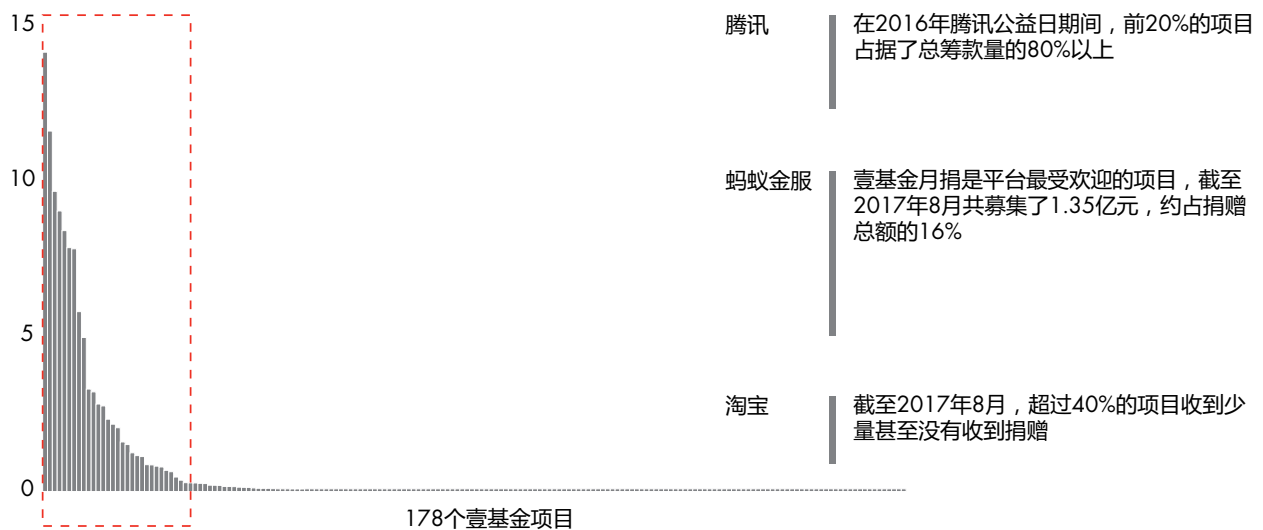 15
10
5
0
178个壹基金项目
腾讯
在2016年腾讯公益日期间，前20%的项目
占据了总筹款量的80%以上
蚂蚁金服
壹基金月捐是平台最受欢迎的项目，截至
2017年8月共募集了1.35亿元，约占捐赠
总额的16%
淘宝
截至2017年8月，超过40%的项目收到少
量甚至没有收到捐赠